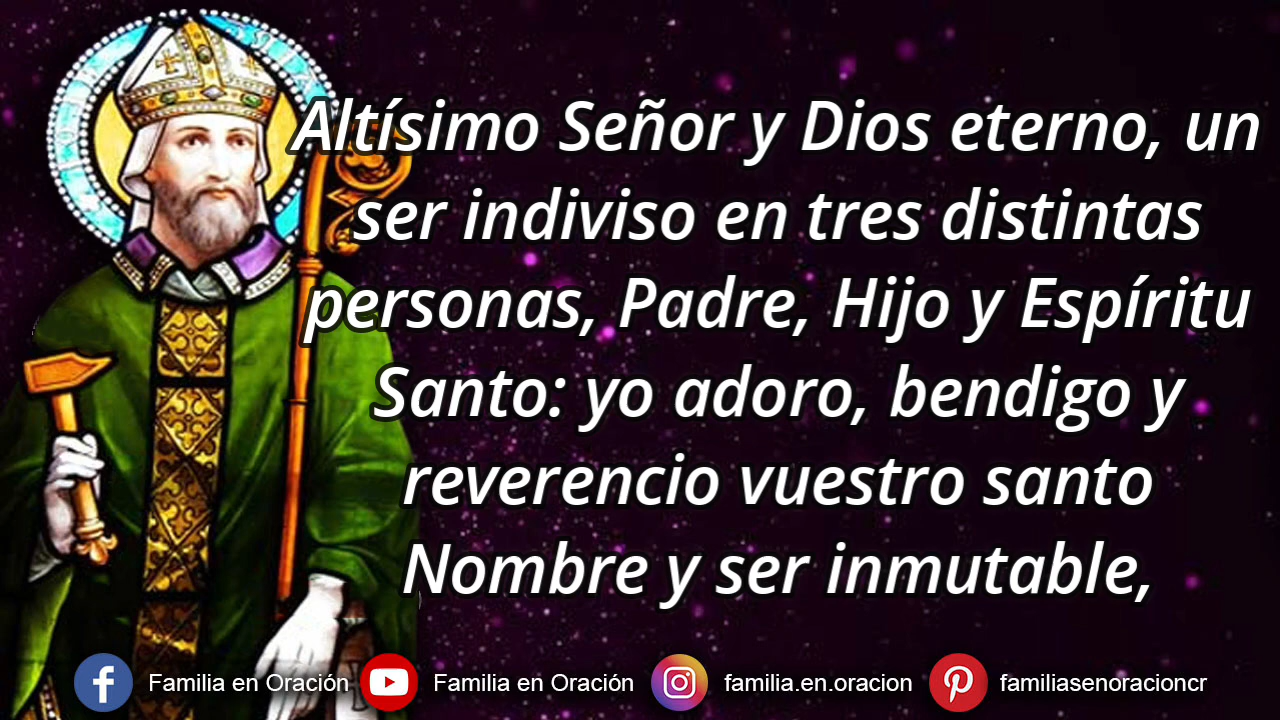 Altísimo Señor y Dios eterno, un
ser indiviso en tres distintas
personas, Padre, Hijo y Espíritu
Santo: yo adoro, bendigo y
reverencio vuestro santo
Nombre y ser inmutable,
Familia en Oración
Familia en Oración
familia.en.oracion
familiasenoracioncr